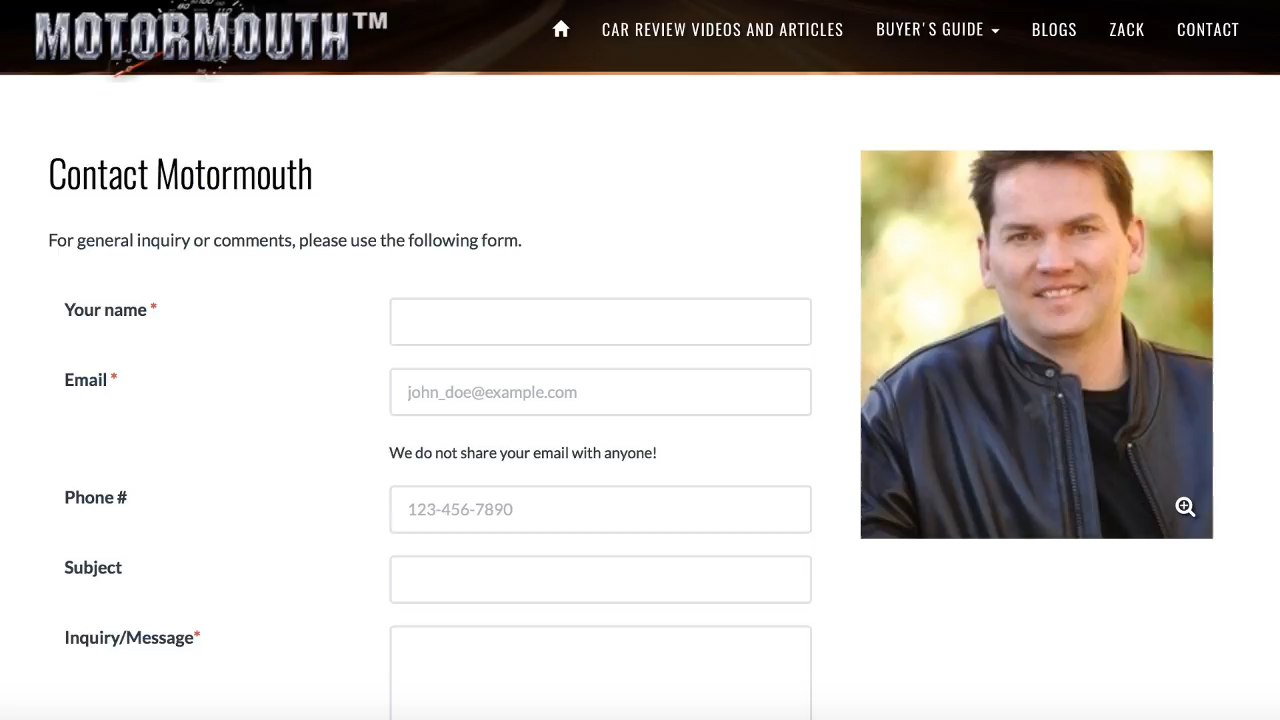 MOTORMOUTH™
CAR REVIEW VIDEOS AND ARTICLES
BUYER'S GUIDE
BLOGS
ZACK
CONTACT
Contact Motormouth
For general inquiry or comments, please use the following form.
Your name *
Email *
john_doe@example.com
We do not share your email with anyone!
Phone #
123-456-7890
Subject
Inquiry/Message*